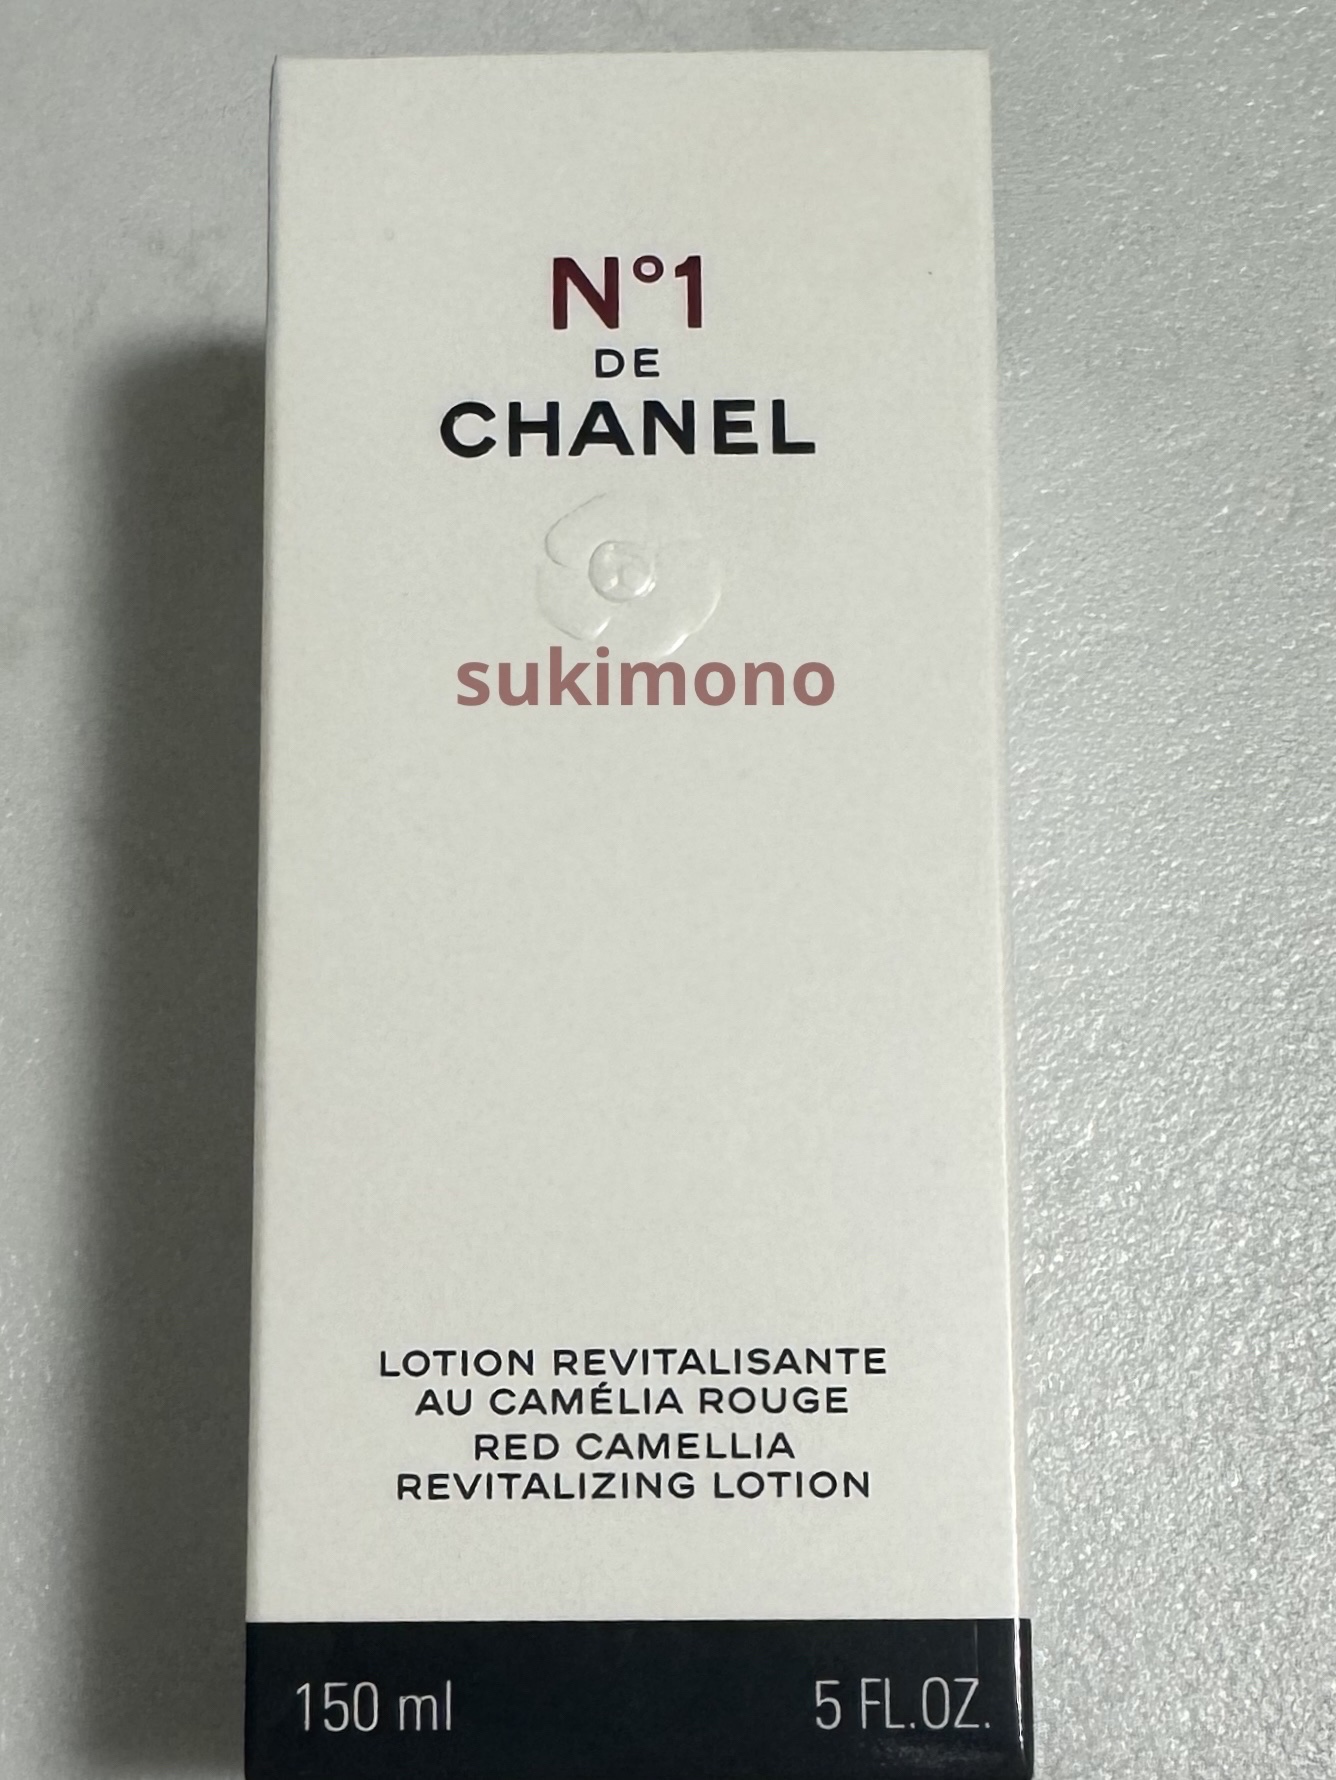 N°1
DE
CHANEL
sukimono
LOTION REVITALISANTE
AU CAMÉLIA ROUGE
RED CAMELLIA
REVITALIZING LOTION
150 ml 5 FL.OZ.